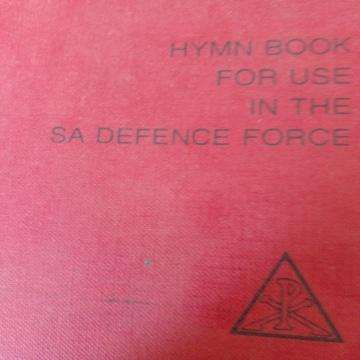 HYMN BOOK
FOR USE
IN THE
SA DEFENCE FORCE